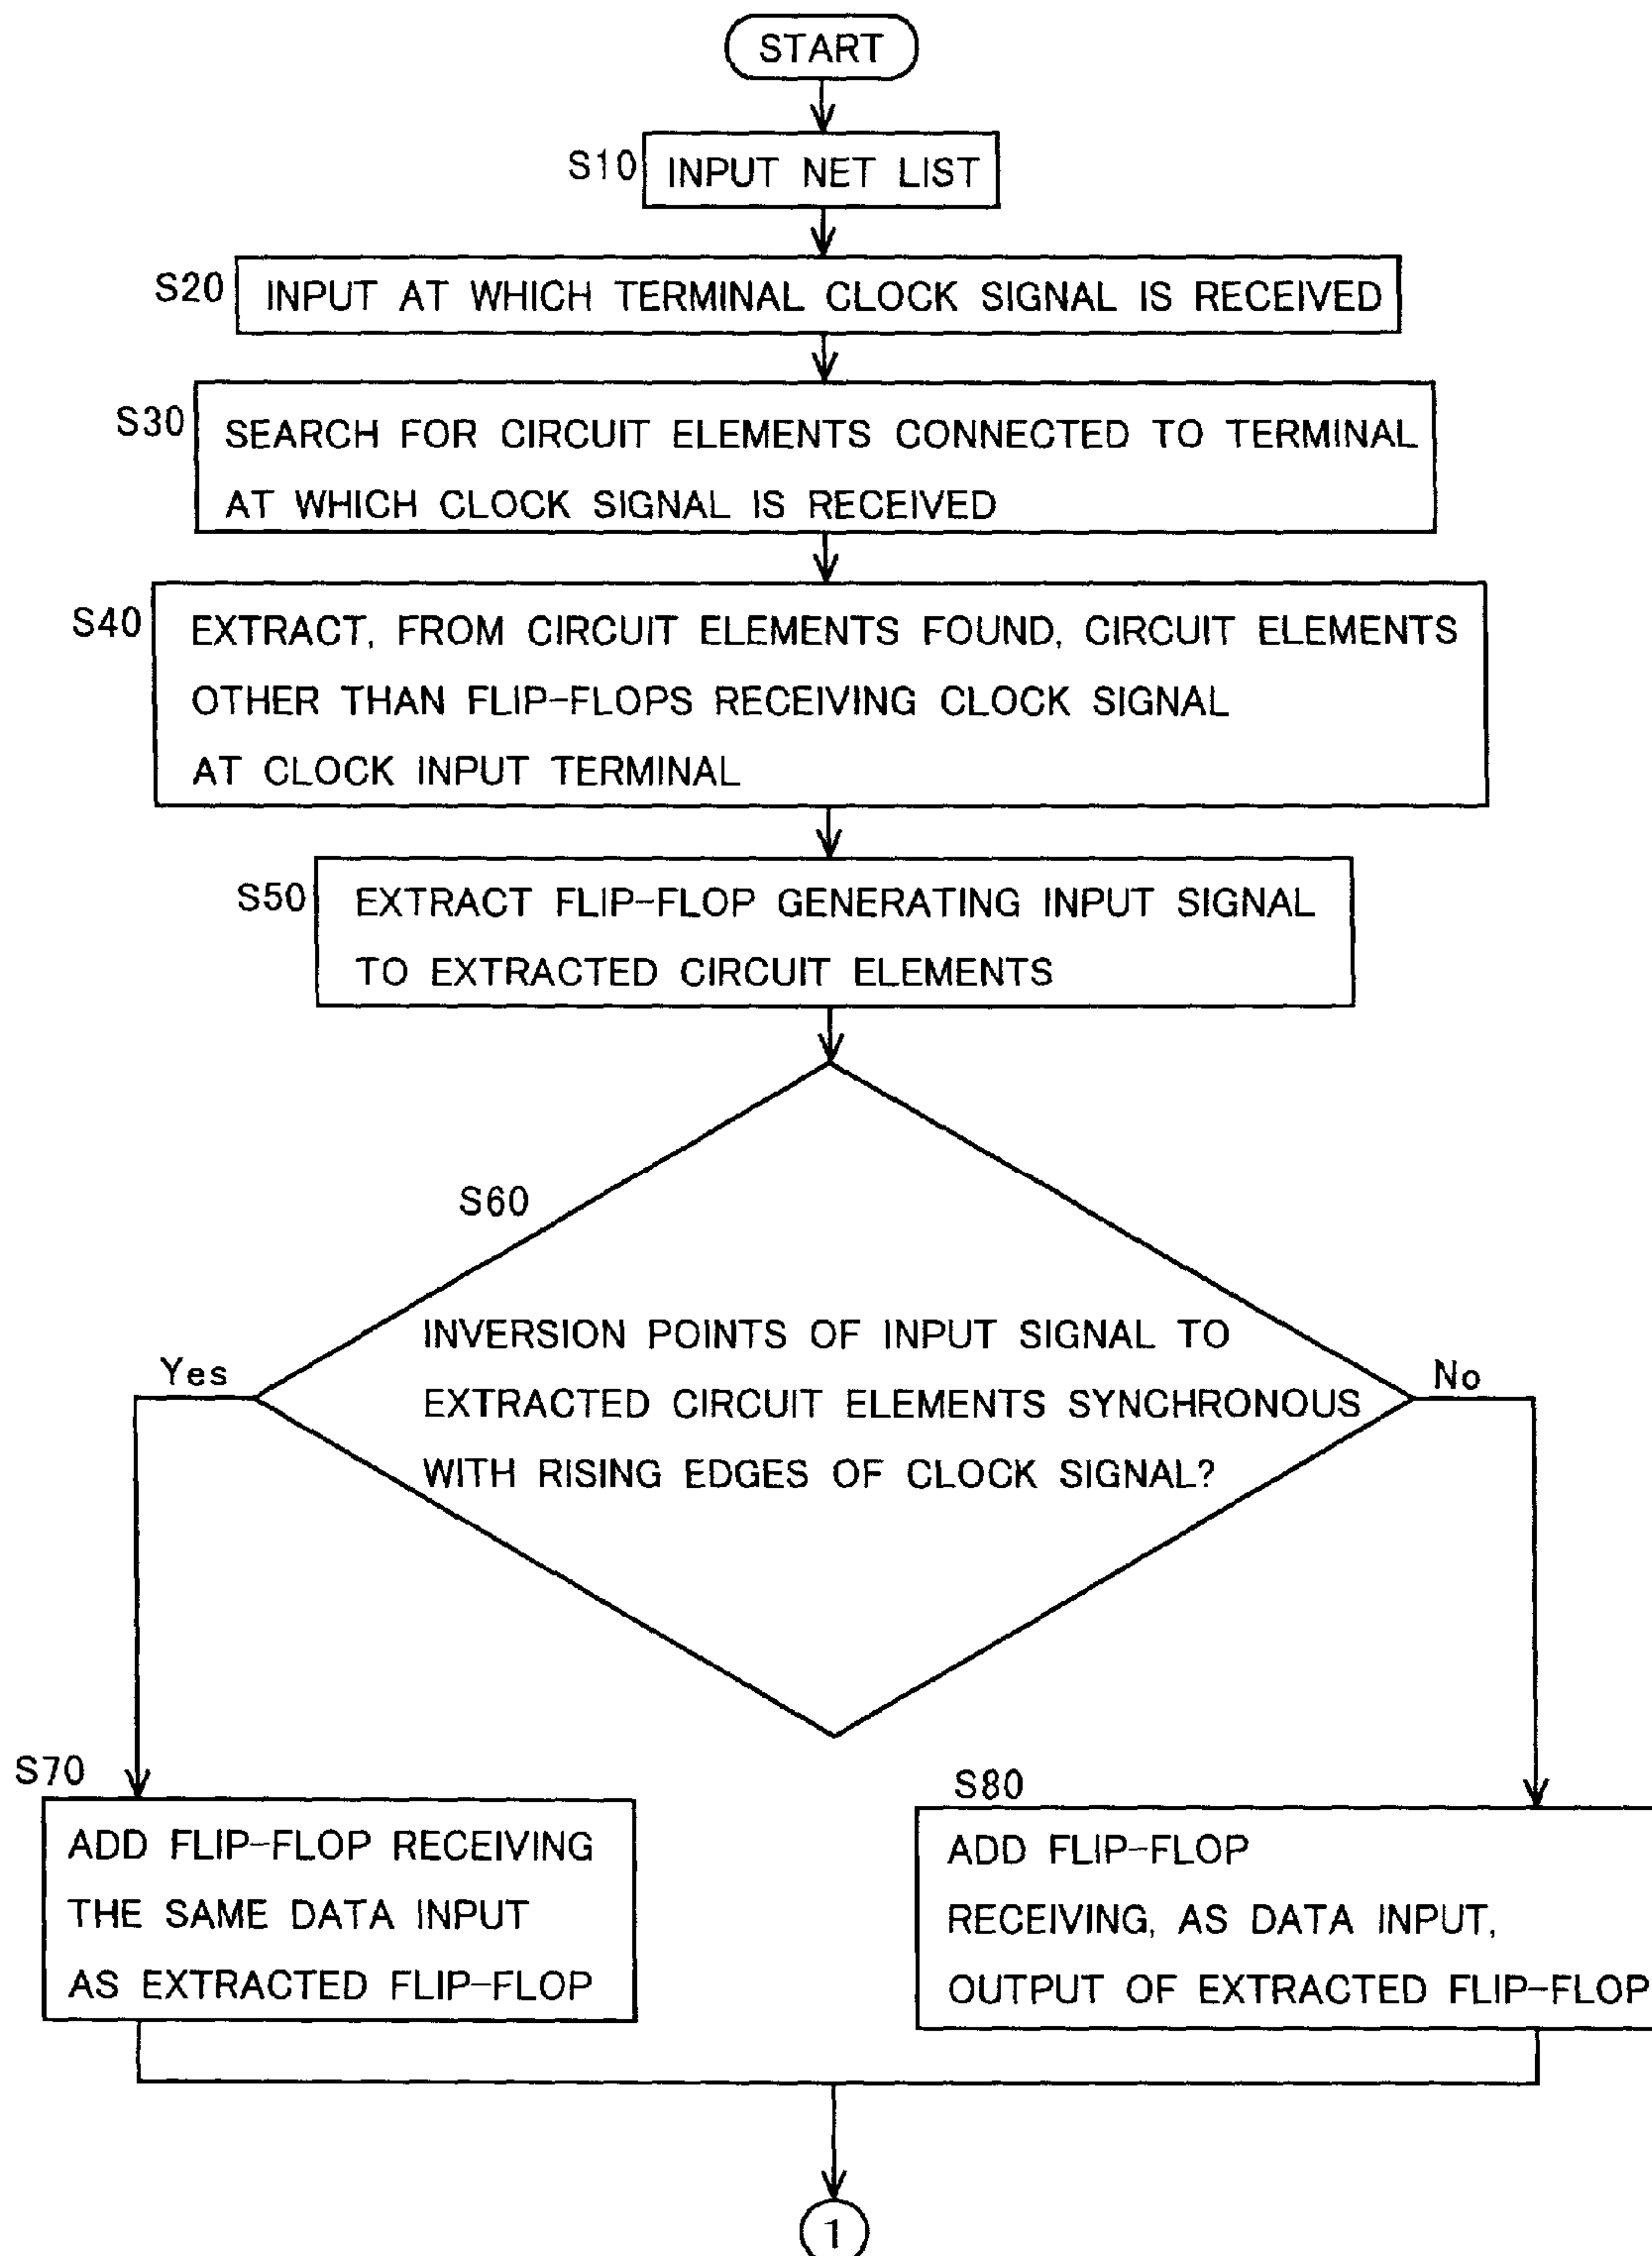 START
S10
INPUT NET LIST
S20
INPUT AT WHICH TERMINAL CLOCK SIGNAL IS RECEIVED
S30
SEARCH FOR CIRCUIT ELEMENTS CONNECTED TO TERMINAL
AT WHICH CLOCK SIGNAL IS RECEIVED
S40
EXTRACT, FROM CIRCUIT ELEMENTS FOUND, CIRCUIT ELEMENTS
OTHER THAN FLIP-FLOPS RECEIVING CLOCK SIGNAL
AT CLOCK INPUT TERMINAL
S50
EXTRACT FLIP-FLOP GENERATING INPUT SIGNAL
TO EXTRACTED CIRCUIT ELEMENTS
S60
INVERSION POINTS OF INPUT SIGNAL TO
EXTRACTED CIRCUIT ELEMENTS SYNCHRONOUS
WITH RISING EDGES OF CLOCK SIGNAL?
Yes
No
S70
ADD FLIP-FLOP RECEIVING
THE SAME DATA INPUT
AS EXTRACTED FLIP-FLOP
S80
ADD FLIP-FLOP
RECEIVING, AS DATA INPUT,
OUTPUT OF EXTRACTED FLIP-FLOP
1